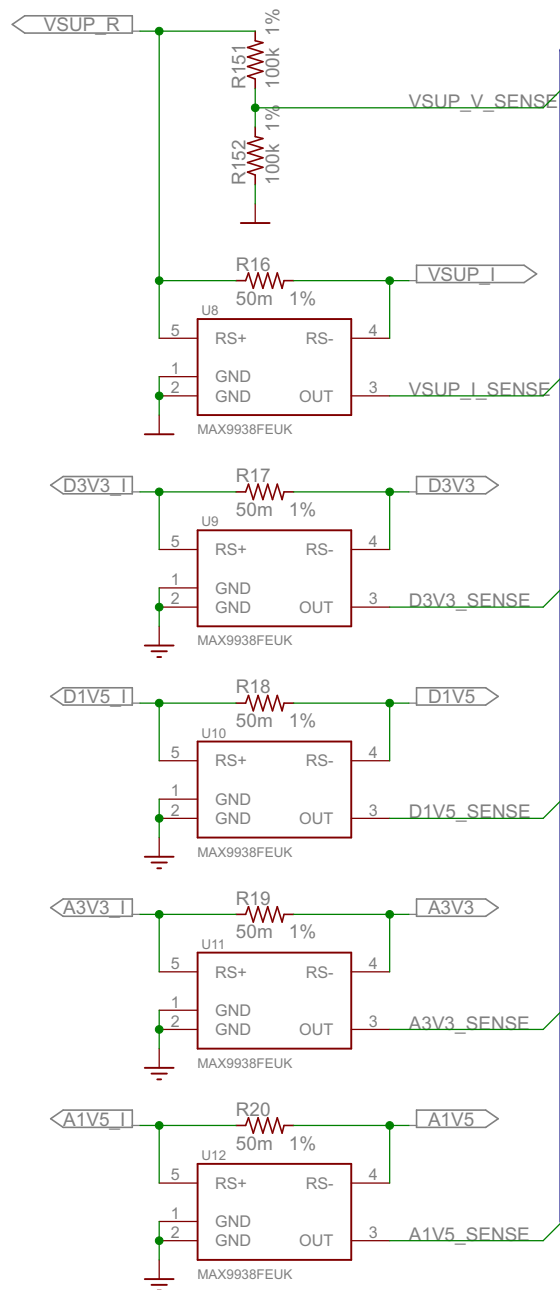 VSUP_R
R151
100k
1%
VSUP_V_SENSE
R152
100k
1%
R16
50m 1%
VSUP_I
U8
5 RS+ RS- 4
1 GND
2 GND OUT 3
VSUP_I_SENSE
MAX9938FEUK
D3V3_I
R17
50m 1%
D3V3
U9
5 RS+ RS- 4
1 GND
2 GND OUT 3
D3V3_SENSE
MAX9938FEUK
D1V5_I
R18
50m 1%
D1V5
U10
5 RS+ RS- 4
1 GND
2 GND OUT 3
D1V5_SENSE
MAX9938FEUK
A3V3_I
R19
50m 1%
A3V3
U11
5 RS+ RS- 4
1 GND
2 GND OUT 3
A3V3_SENSE
MAX9938FEUK
A1V5_I
R20
50m 1%
A1V5
U12
5 RS+ RS- 4
1 GND
2 GND OUT 3
A1V5_SENSE
MAX9938FEUK